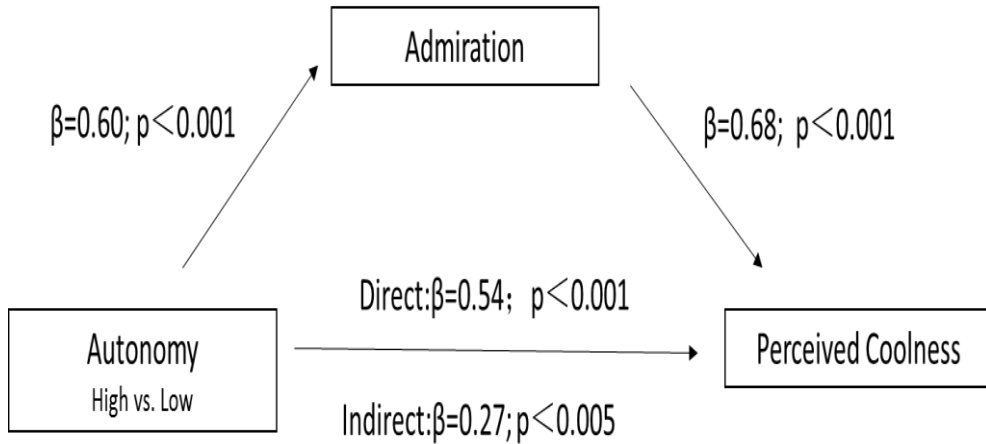 Admiration
β=0.60; p＜0.001
β=0.68; p＜0.001
Direct:β=0.54； p＜0.001
Autonomy
High vs. Low
Perceived Coolness
Indirect:β=0.27; p＜0.005